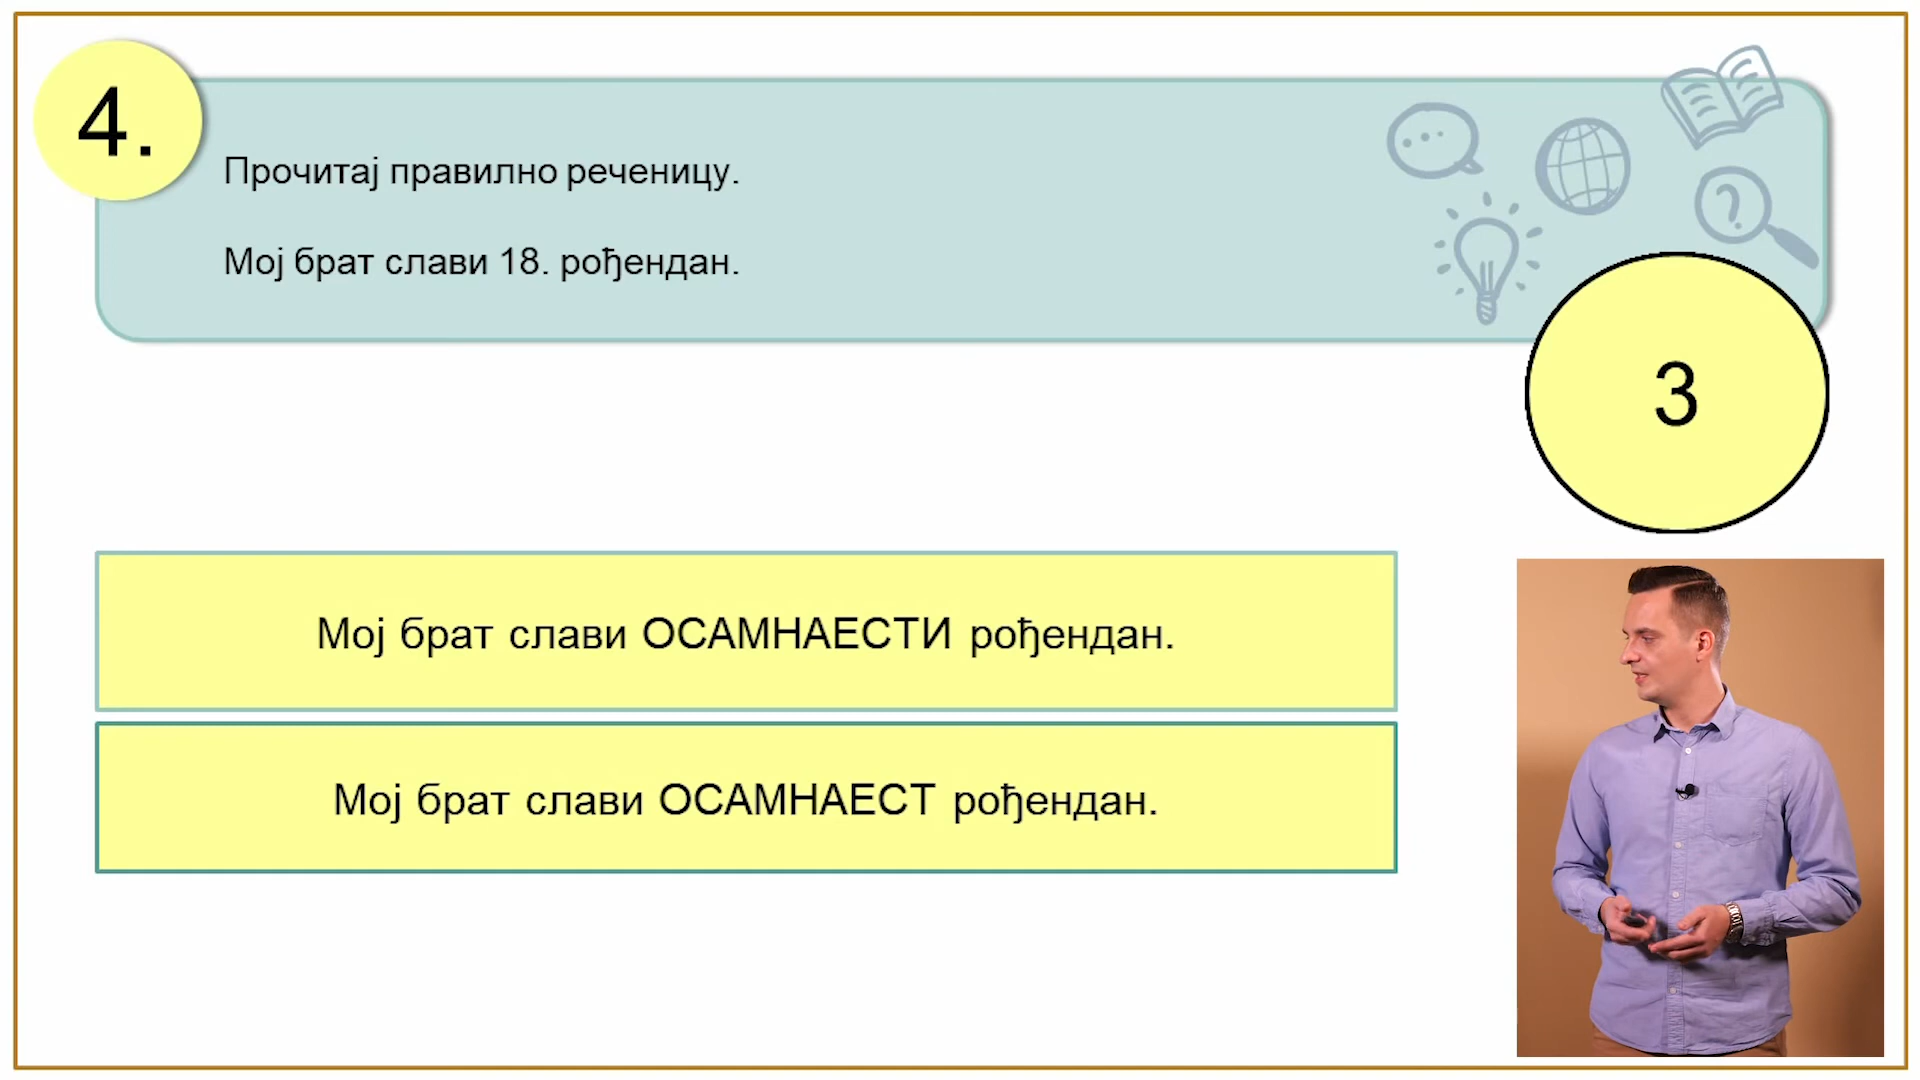 4.
Прочитај правилно реченицу.
Мој брат слави 18. рођендан.
3
Мој брат слави ОСАМНАЕСТИ рођендан.
Мој брат слави ОСАМНАЕСТ рођендан.